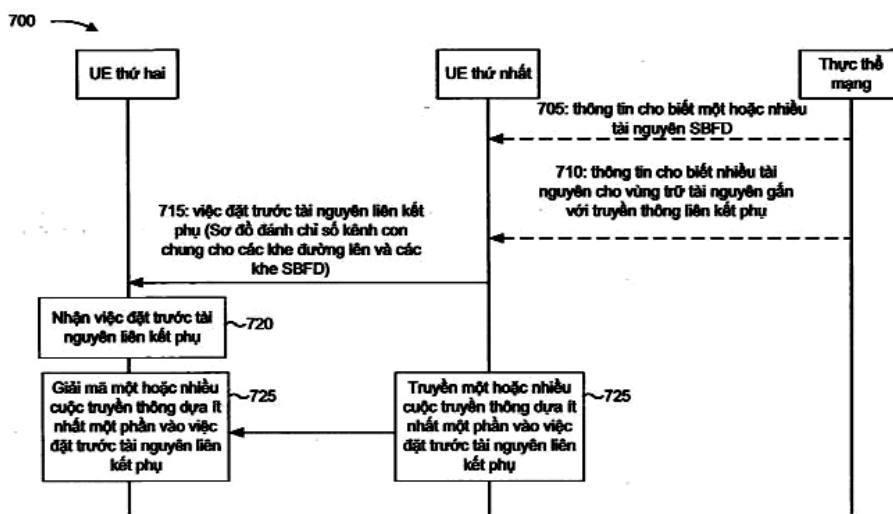 700
UE thứ hai
UE thứ nhất
Thực thể
mạng
705: thông tin cho biết một hoặc nhiều
tài nguyên SBFD
710: thông tin cho biết nhiều tài
nguyên cho vùng trữ tài nguyên gắn
với truyền thông liên kết phụ
715: việc đặt trước tài nguyên liên kết
phụ (Sơ đồ đánh chỉ số kênh con
chung cho các khe đường lên và các
khe SBFD)
Nhận việc đặt trước tài
nguyên liên kết phụ
720
Giải mã một hoặc nhiều
cuộc truyền thông dựa ít
nhất một phần vào việc
đặt trước tài nguyên liên
kết phụ
725
Truyền một hoặc nhiều
cuộc truyền thông dựa ít
nhất một phần vào việc
đặt trước tài nguyên liên
kết phụ
725